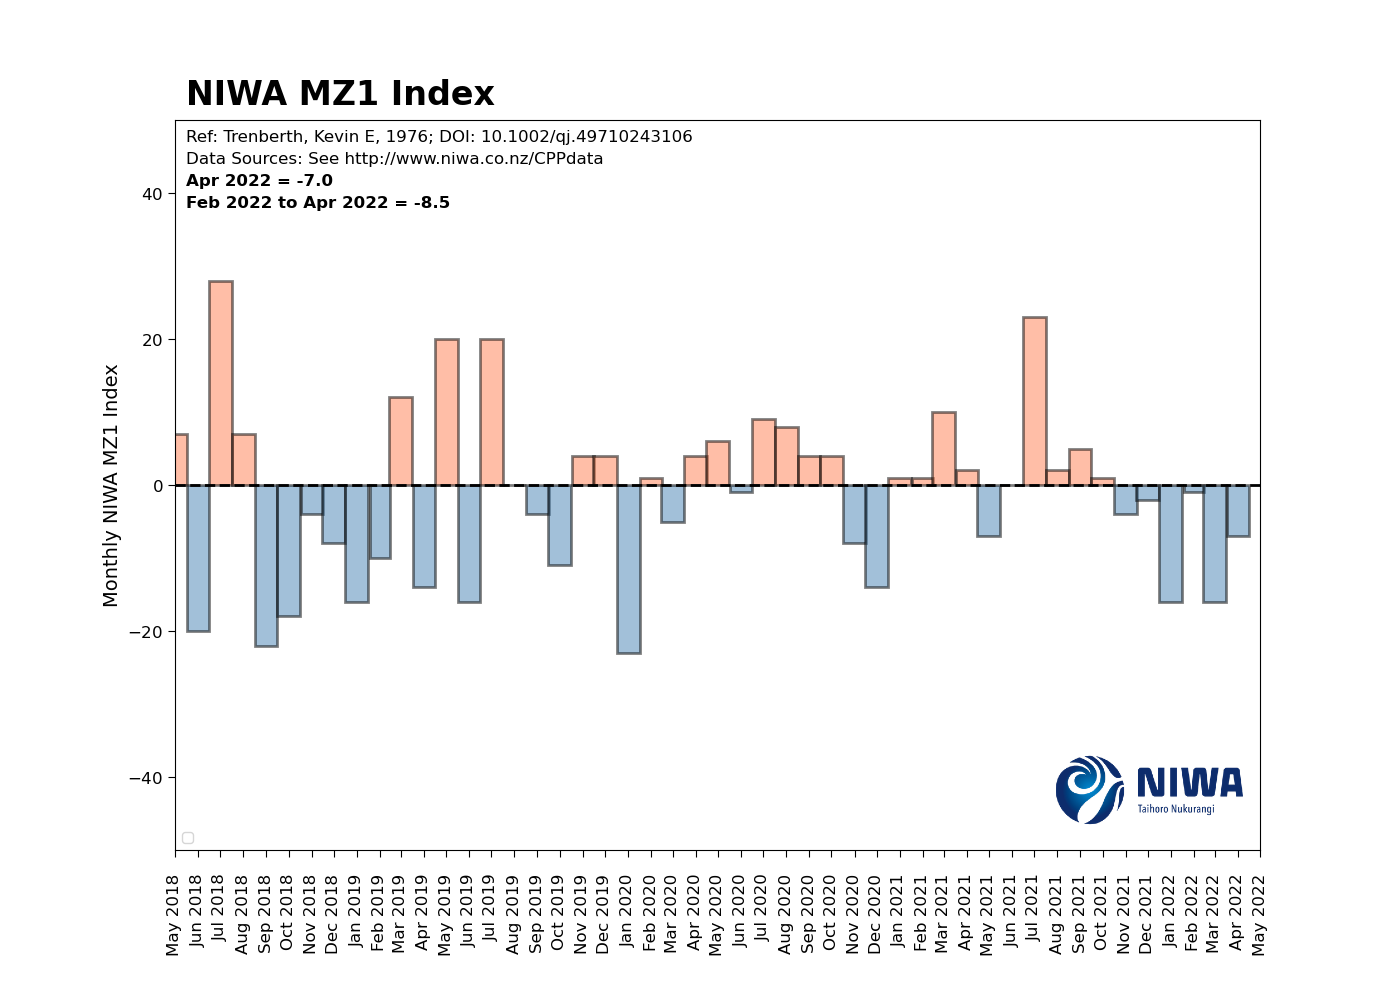 NIWA MZ1 Index
Ref: Trenberth, Kevin E, 1976; DOI: 10.1002/qj.49710243106
Data Sources: See http://www.niwa.co.nz/CPPdata
Apr 2022 = -7.0
Feb 2022 to Apr 2022 = -8.5
Monthly NIWA MZ1 Index
40
20
0
−20
−40
NIWA
Taihoro Nukurangi
May 2018
Jun 2018
Jul 2018
Aug 2018
Sep 2018
Oct 2018
Nov 2018
Dec 2018
Jan 2019
Feb 2019
Mar 2019
Apr 2019
May 2019
Jun 2019
Jul 2019
Aug 2019
Sep 2019
Oct 2019
Nov 2019
Dec 2019
Jan 2020
Feb 2020
Mar 2020
Apr 2020
May 2020
Jun 2020
Jul 2020
Aug 2020
Sep 2020
Oct 2020
Nov 2020
Dec 2020
Jan 2021
Feb 2021
Mar 2021
Apr 2021
May 2021
Jun 2021
Jul 2021
Aug 2021
Sep 2021
Oct 2021
Nov 2021
Dec 2021
Jan 2022
Feb 2022
Mar 2022
Apr 2022
May 2022